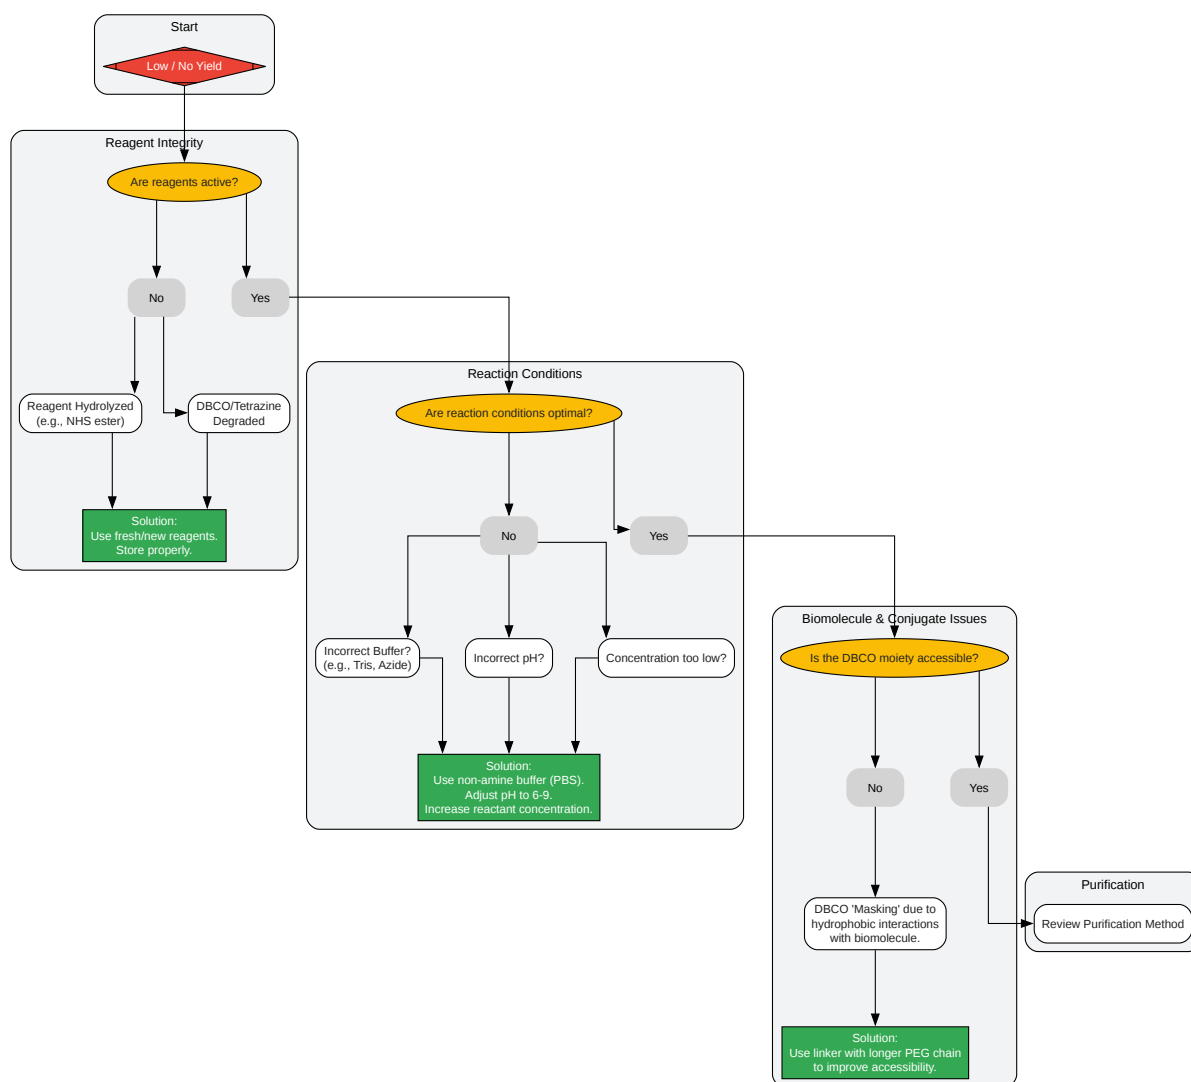 Start
Low / No Yield
Reagent Integrity
Are reagents active?
No
Yes
Reagent Hydrolyzed
(e.g., NHS ester)
DBCO/Tetrazine
Degraded
Solution:
Use fresh/new reagents.
Store properly.
Reaction Conditions
Are reaction conditions optimal?
No
Yes
Incorrect Buffer?
(e.g., Tris, Azide)
Incorrect pH?
Concentration too low?
Solution:
Use non-amine buffer (PBS).
Adjust pH to 6-9.
Increase reactant concentration.
Biomolecule & Conjugate Issues
Is the DBCO moiety accessible?
No
Yes
DBCO 'Masking' due to
hydrophobic interactions
with biomolecule.
Solution:
Use linker with longer PEG chain
to improve accessibility.
Purification
Review Purification Method